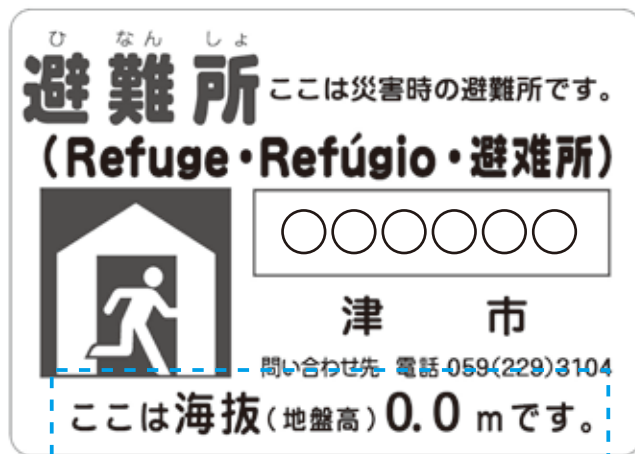 ひなんしょ
避難所 ここは災害時の避難所です。
(Refuge・Refúgio・避难所)
○○○○○○
津市
問い合わせ先 電話 059(229)3104
ここは海抜(地盤高)0.0 mです。